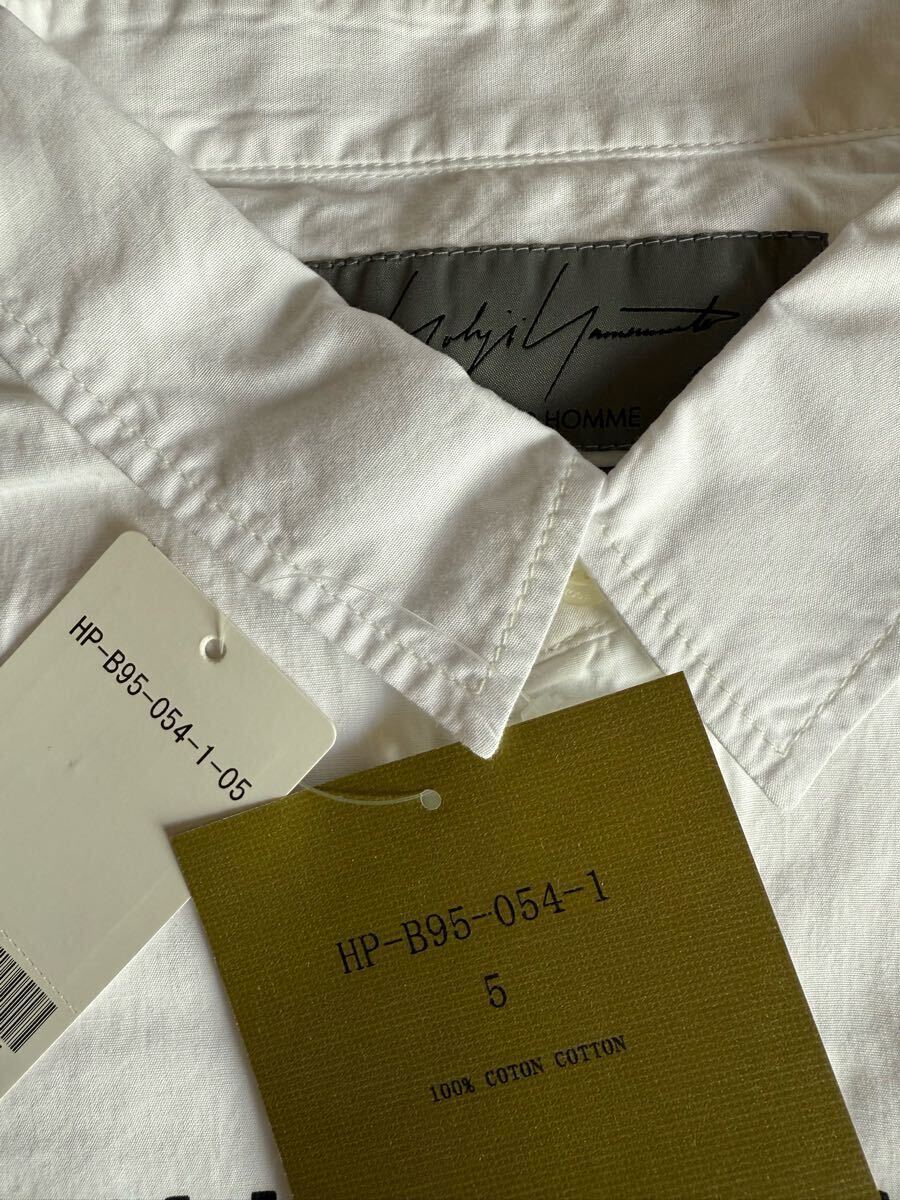 Yohji Yamamoto
HOMME
HP-B95-054-1-05
HP-B95-054-1
5
100% COTON COTTON